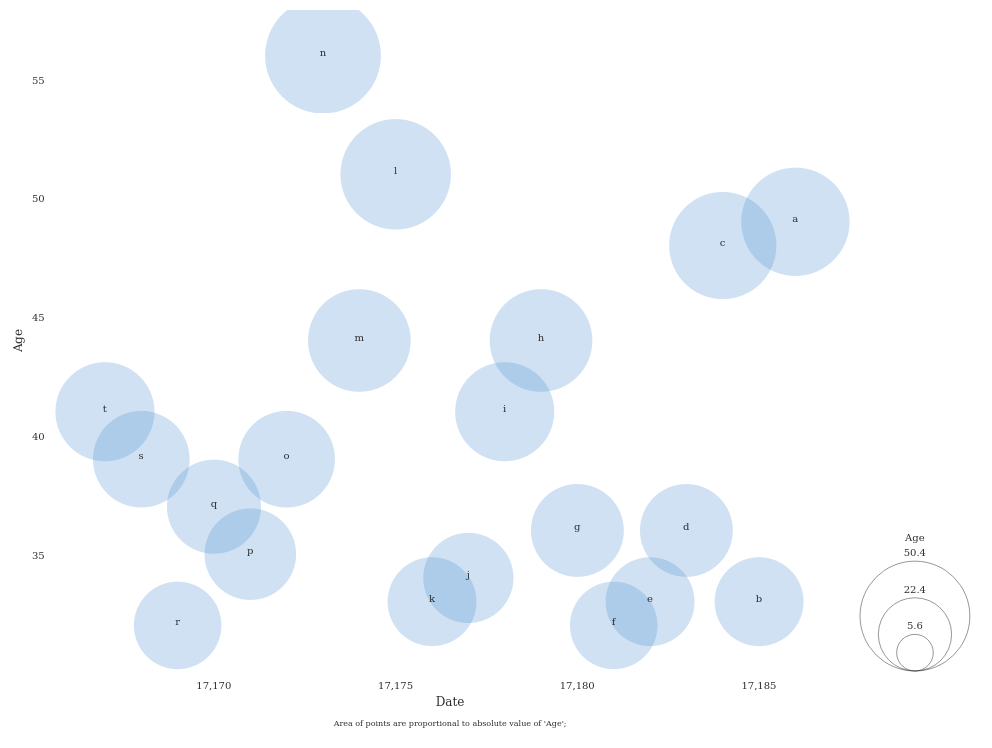 n
55
l
50
a
c
45
m
h
Age
t
i
40
s
o
q
g
d
35
p
j
Age
50.4
k
e
b
22.4
r
f
5.6
17,170
17,175
17,180
17,185
Date
Area of points are proportional to absolute value of 'Age';